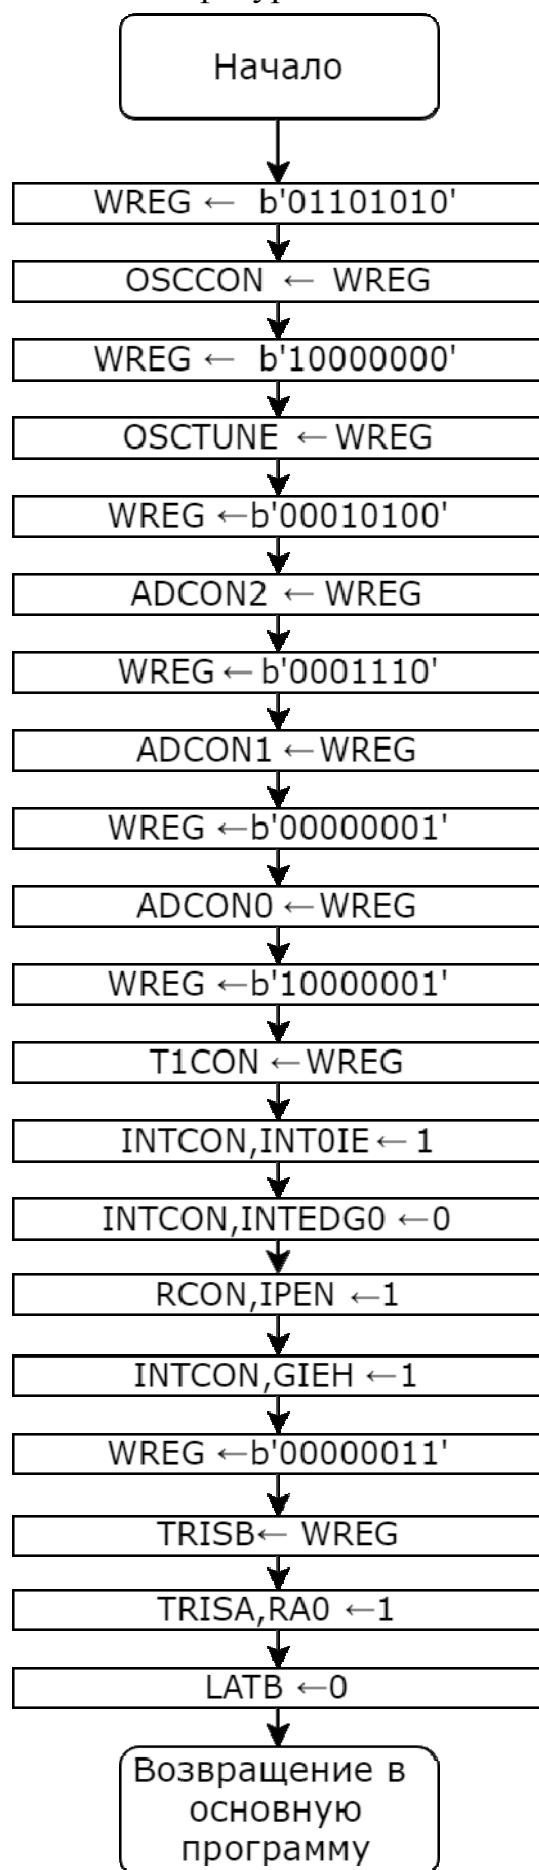 Начало
WREG ← b'01101010'
OSCCON ← WREG
WREG ← b'10000000'
OSCTUNE ←WREG
WREG ←b'00010100'
ADCON2 ←WREG
WREG←b'0001110'
ADCON1←WREG
WREG ←b'00000001'
ADCON0←WREG
WREG ←b'10000001'
T1CON←WREG
INTCON,INT0IE←1
INTCON,INTEDG0 ←0
RCON,IPEN ←1
INTCON,GIEH ←1
WREG ←b'00000011'
TRISB← WREG
TRISA,RA0 ←1
LATB ←0
Возвращение в
основную
программу